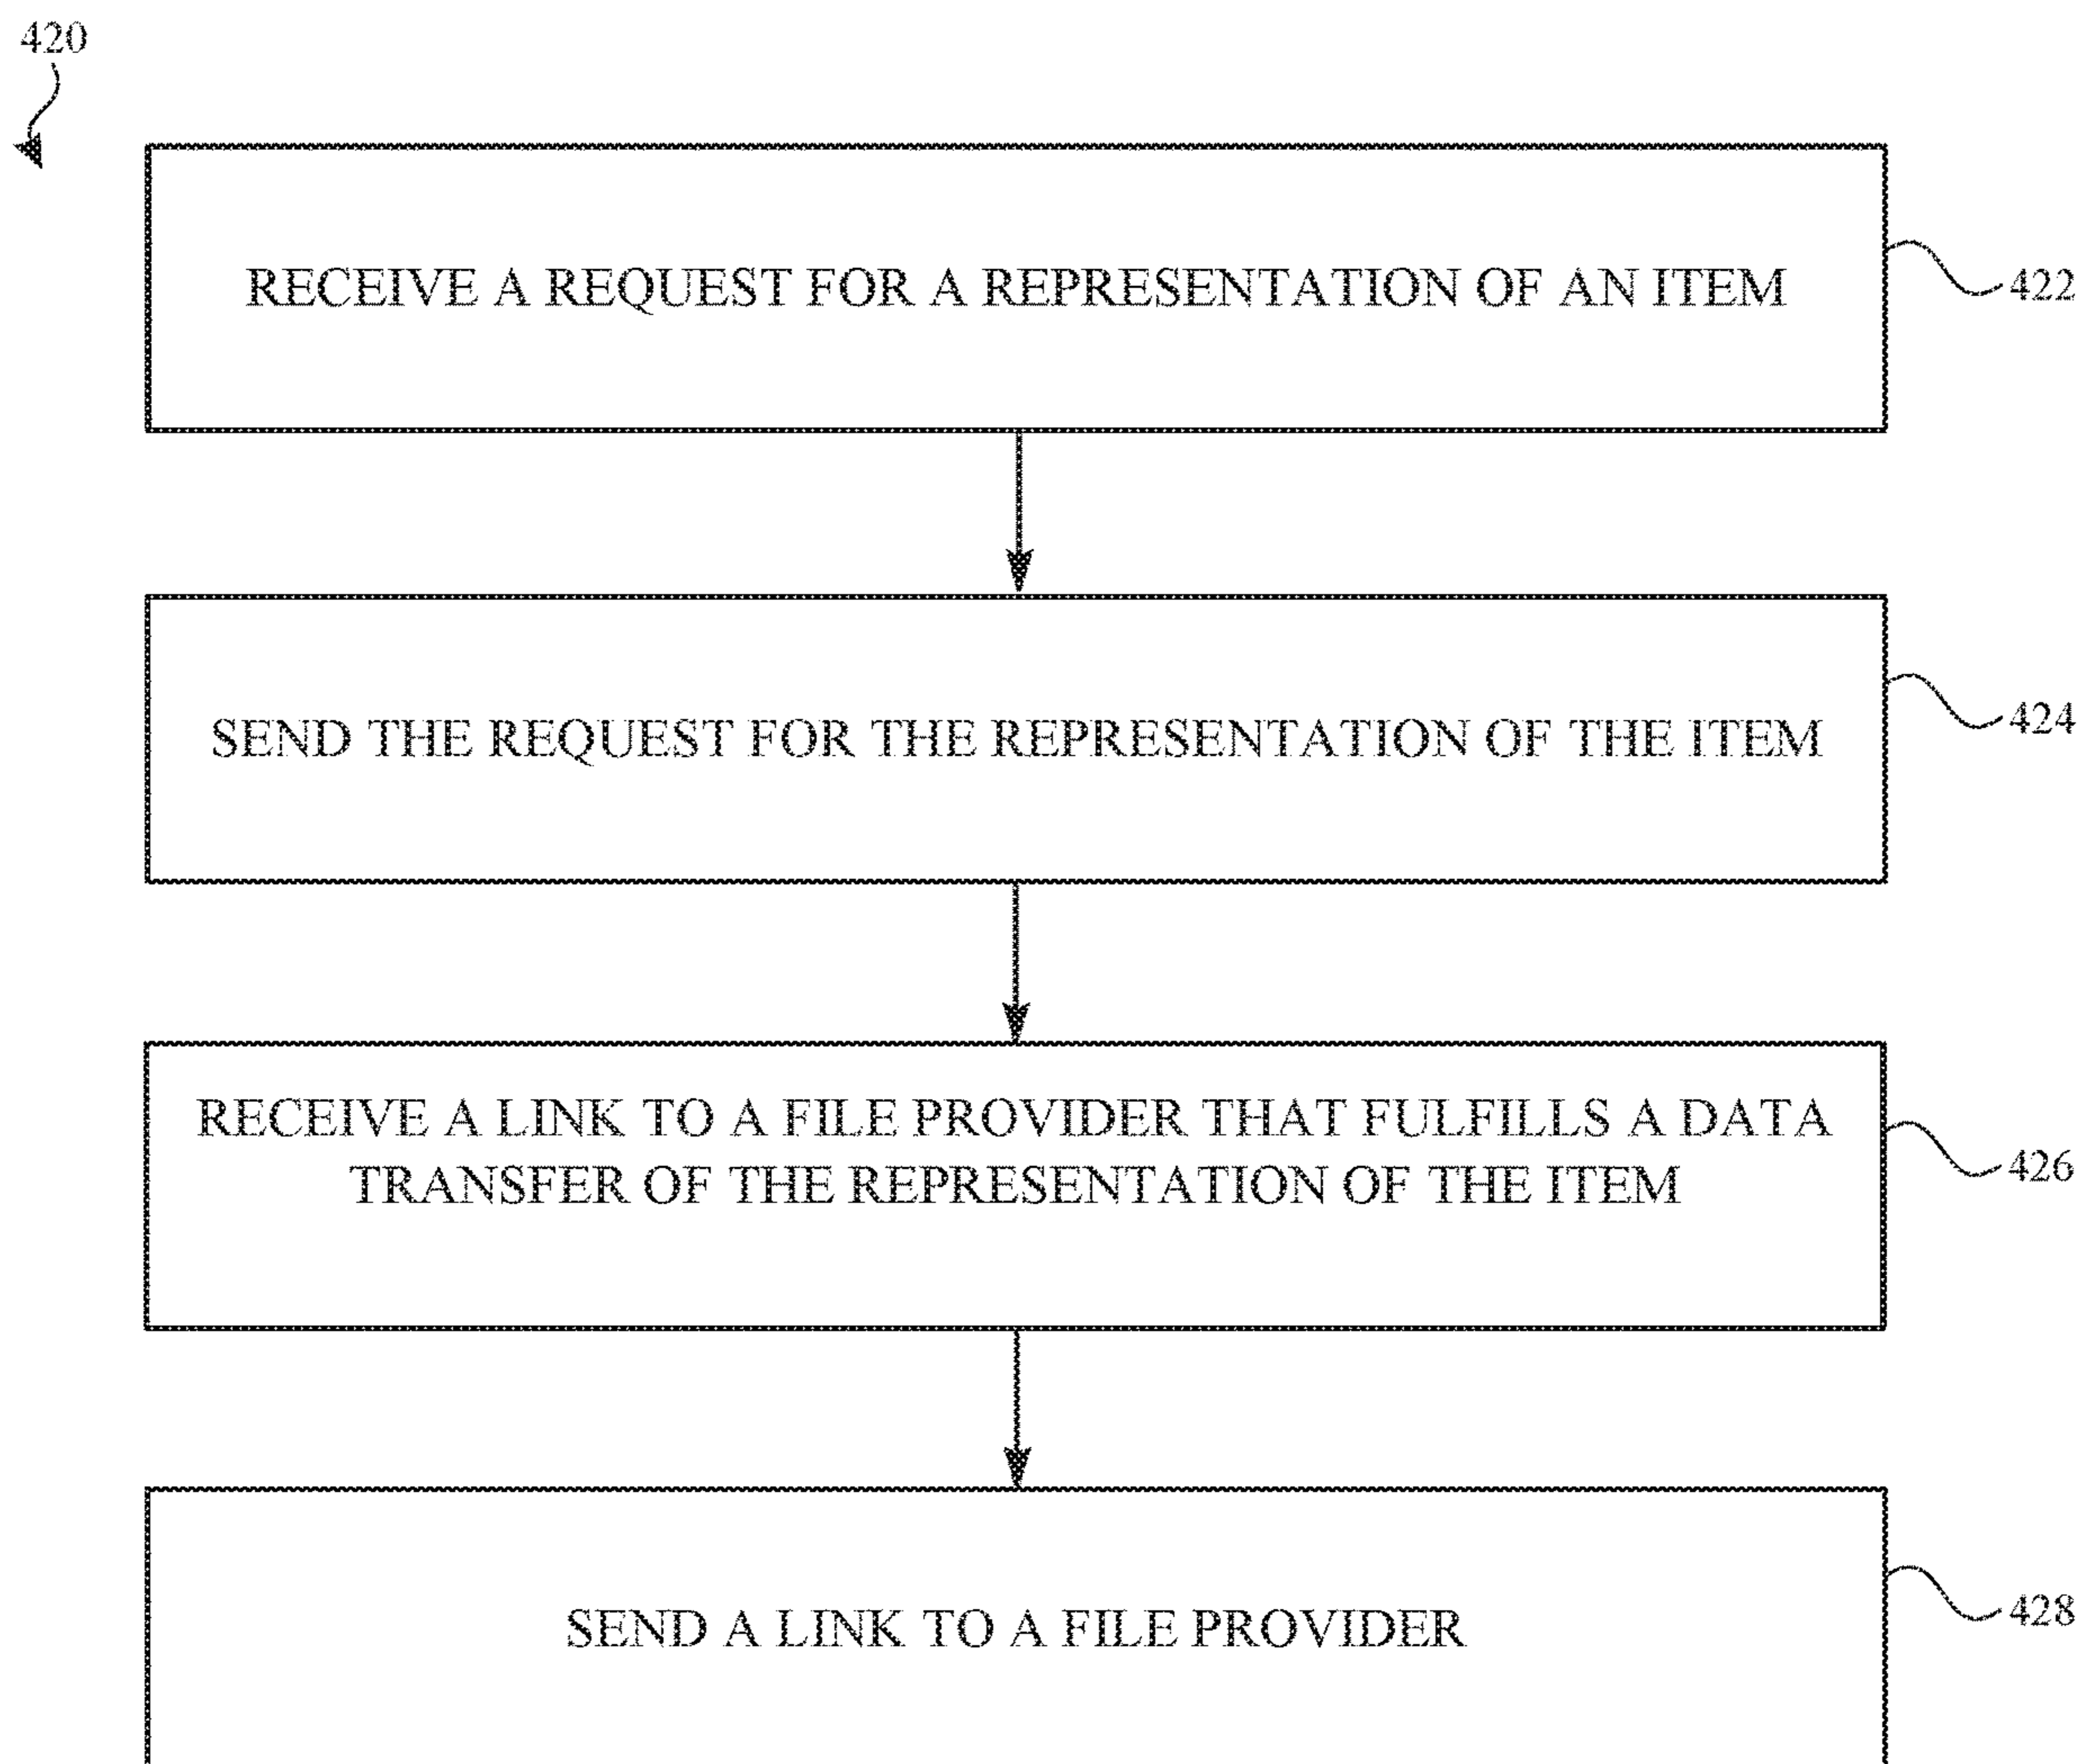 420
RECEIVE A REQUEST FOR A REPRESENTATION OF AN ITEM
422
SEND THE REQUEST FOR THE REPRESENTATION OF THE ITEM
424
RECEIVE A LINK TO A FILE PROVIDER THAT FULFILLS A DATA
TRANSFER OF THE REPRESENTATION OF THE ITEM
426
SEND A LINK TO A FILE PROVIDER
428